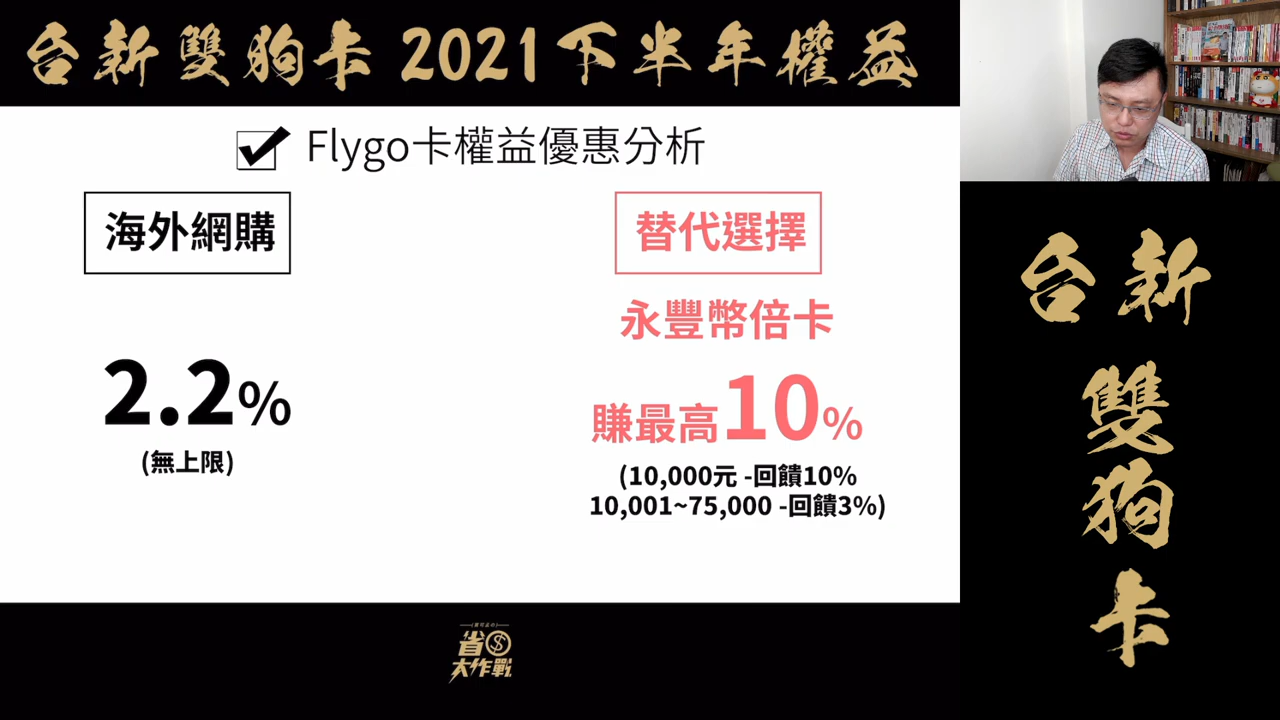 台新雙狗卡 2021下半年權益
Flygo卡權益優惠分析
海外網購
2.2%
(無上限)
替代選擇
永豐幣倍卡
賺最高10%
(10,000元 -回饋10%
10,001~75,000 -回饋3%)
省
大作戰
台新
雙
狗
卡